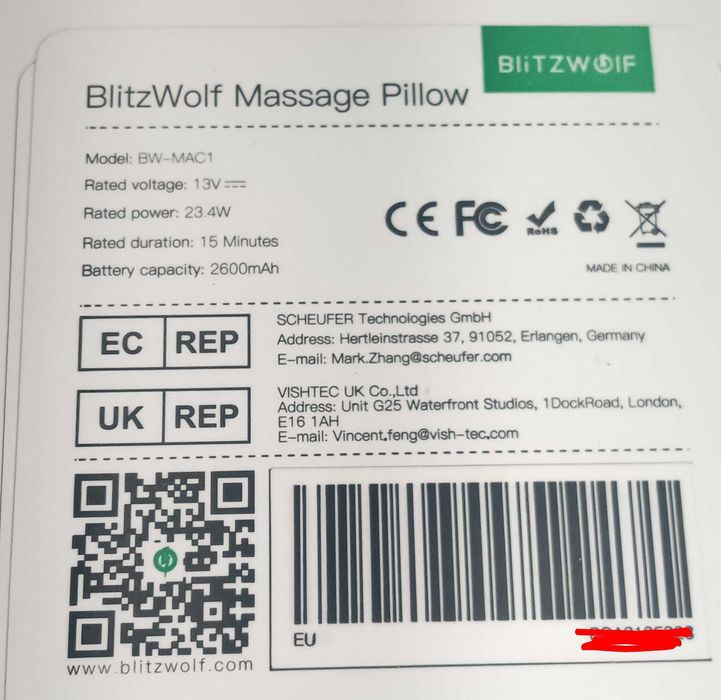 BLiTZWOlF
BlitzWolf Massage Pillow
Model: BW-MAC1
Rated voltage: 13V
Rated power: 23.4W
Rated duration: 15 Minutes
Battery capacity: 2600mAh
CE FC RoHS
MADE IN CHINA
EC REP
SCHEUFER Technologies GmbH
Address: Hertleinstrasse 37, 91052, Erlangen, Germany
E-mail: Mark.Zhang@scheufer.com
UK REP
VISHTEC UK Co.,Ltd
Address: Unit G25 Waterfront Studios, 1DockRoad, London,
E16 1AH
E-mail: Vincent.feng@vish-tec.com
www.blitzwolf.com
EU